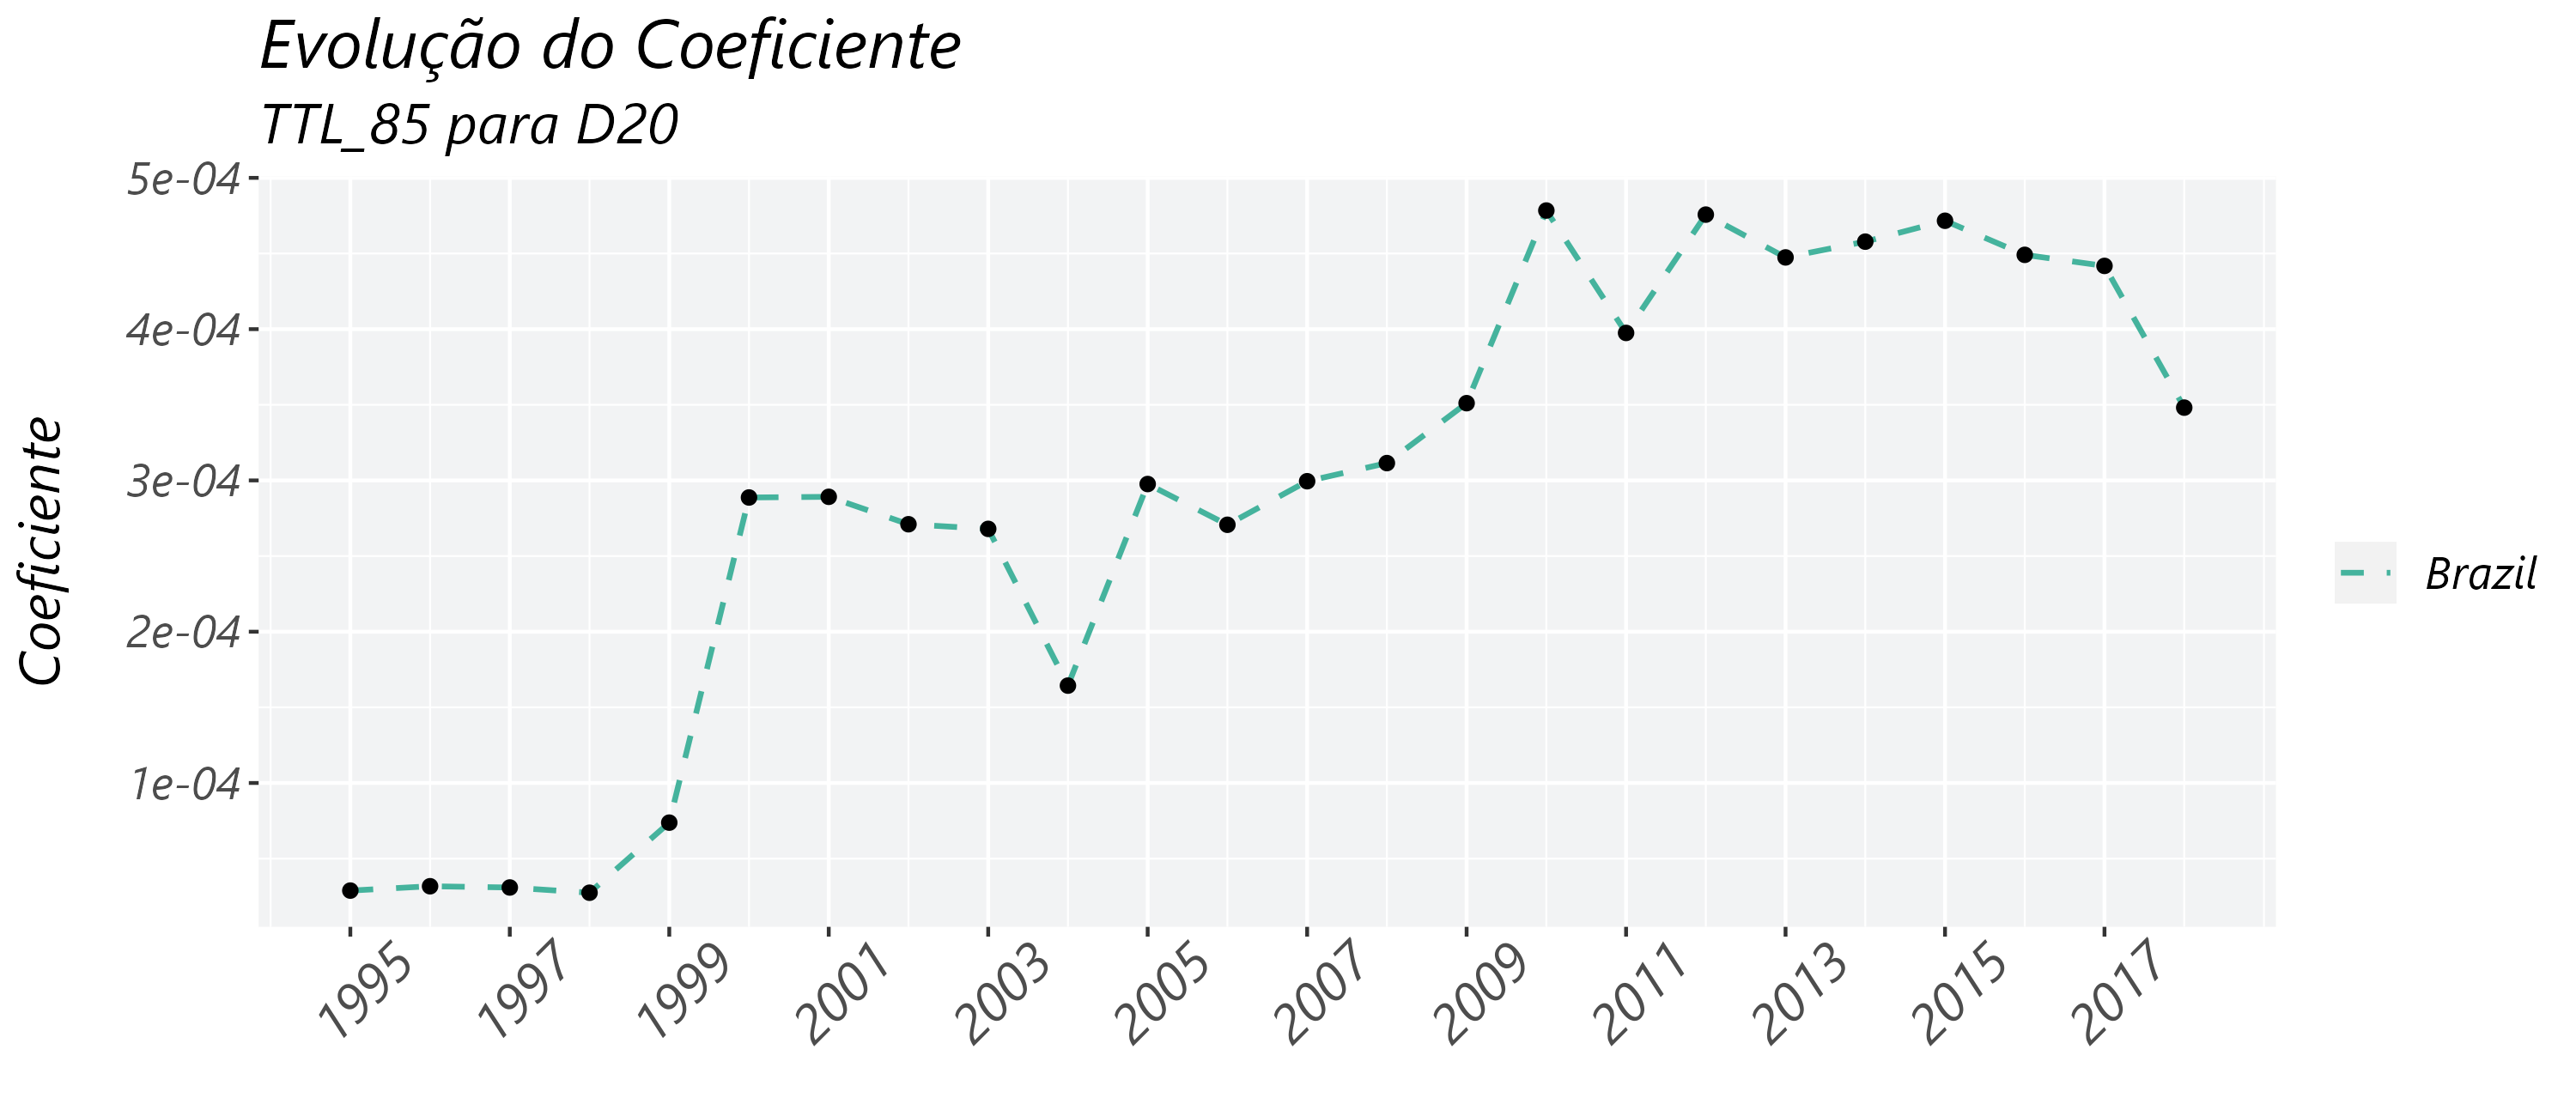 Evolução do Coeficiente
TTL_85 para D20
5e-04
4e-04
3e-04
2e-04
1e-04
Coeficiente
1995
1997
1999
2001
2003
2005
2007
2009
2011
2013
2015
2017
Brazil